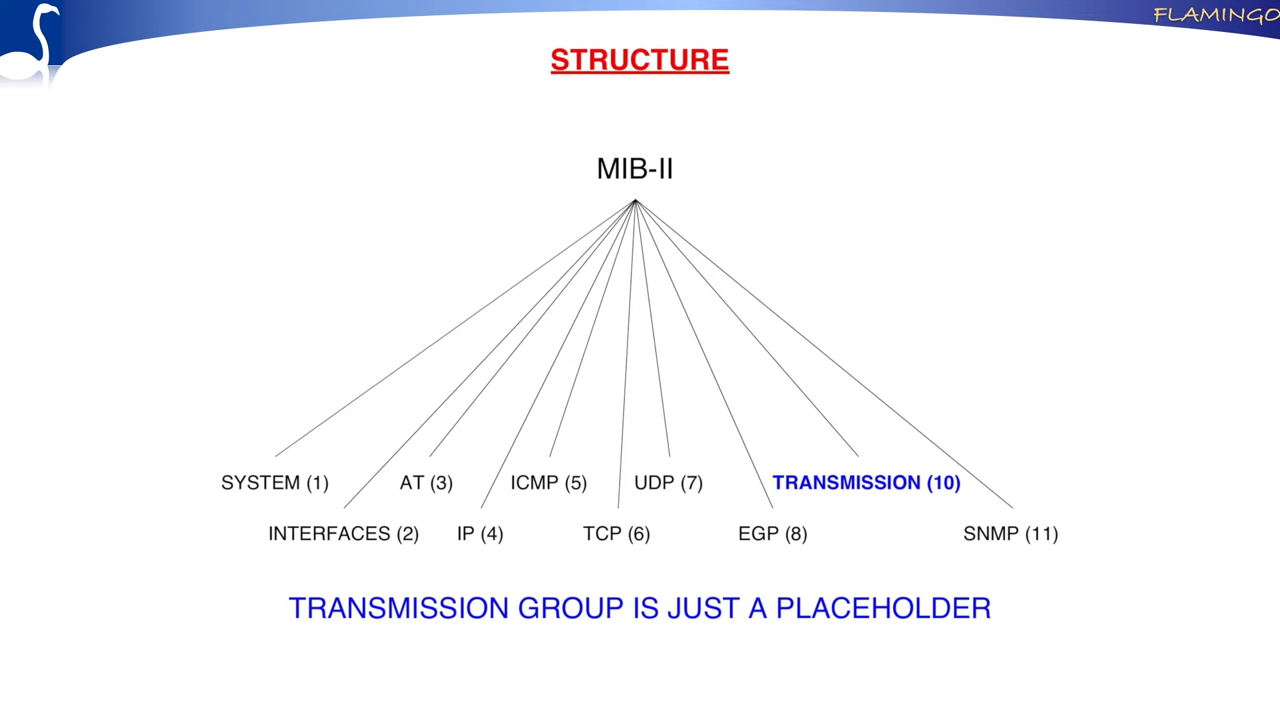 FLAMINGO
STRUCTURE
MIB-II
SYSTEM (1) AT (3) ICMP (5) UDP (7) TRANSMISSION (10)
INTERFACES (2) IP (4) TCP (6) EGP (8) SNMP (11)
TRANSMISSION GROUP IS JUST A PLACEHOLDER